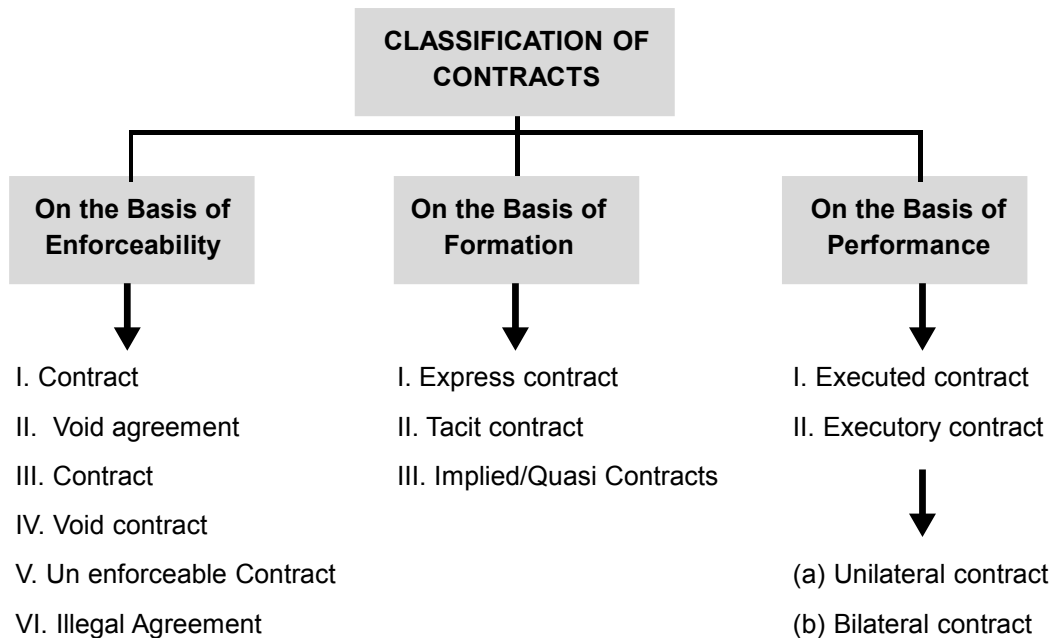 CLASSIFICATION OF
CONTRACTS
On the Basis of
Enforceability
I. Contract
II. Void agreement
III. Contract
IV. Void contract
V. Un enforceable Contract
VI. Illegal Agreement
On the Basis of
Formation
I. Express contract
II. Tacit contract
III. Implied/Quasi Contracts
On the Basis of
Performance
I. Executed contract
II. Executory contract
(a) Unilateral contract
(b) Bilateral contract